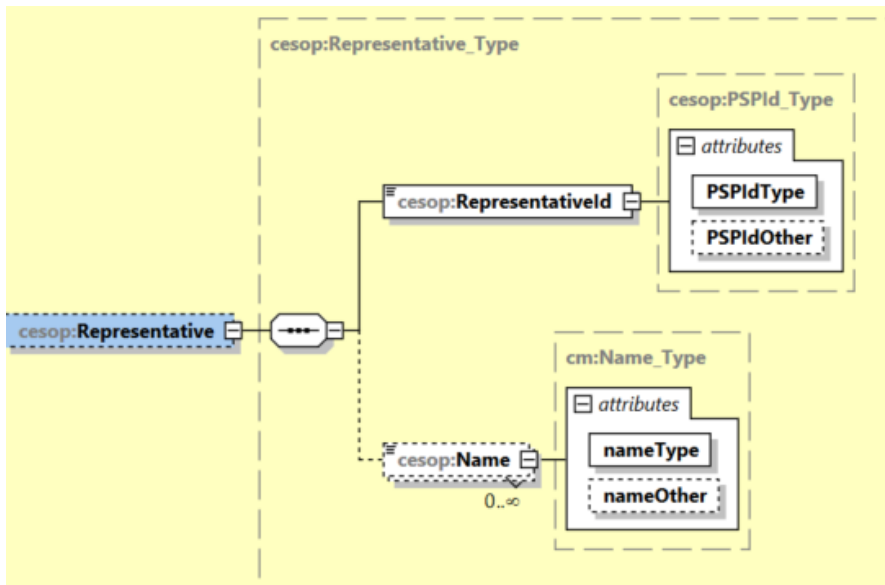 cesop:Representative_Type
cesop:PSPId_Type
attributes
PSPIdType
PSPIdOther
cesop:RepresentativeId
cesop:Representative
cm:Name_Type
attributes
nameType
nameOther
cesop:Name
0..∞